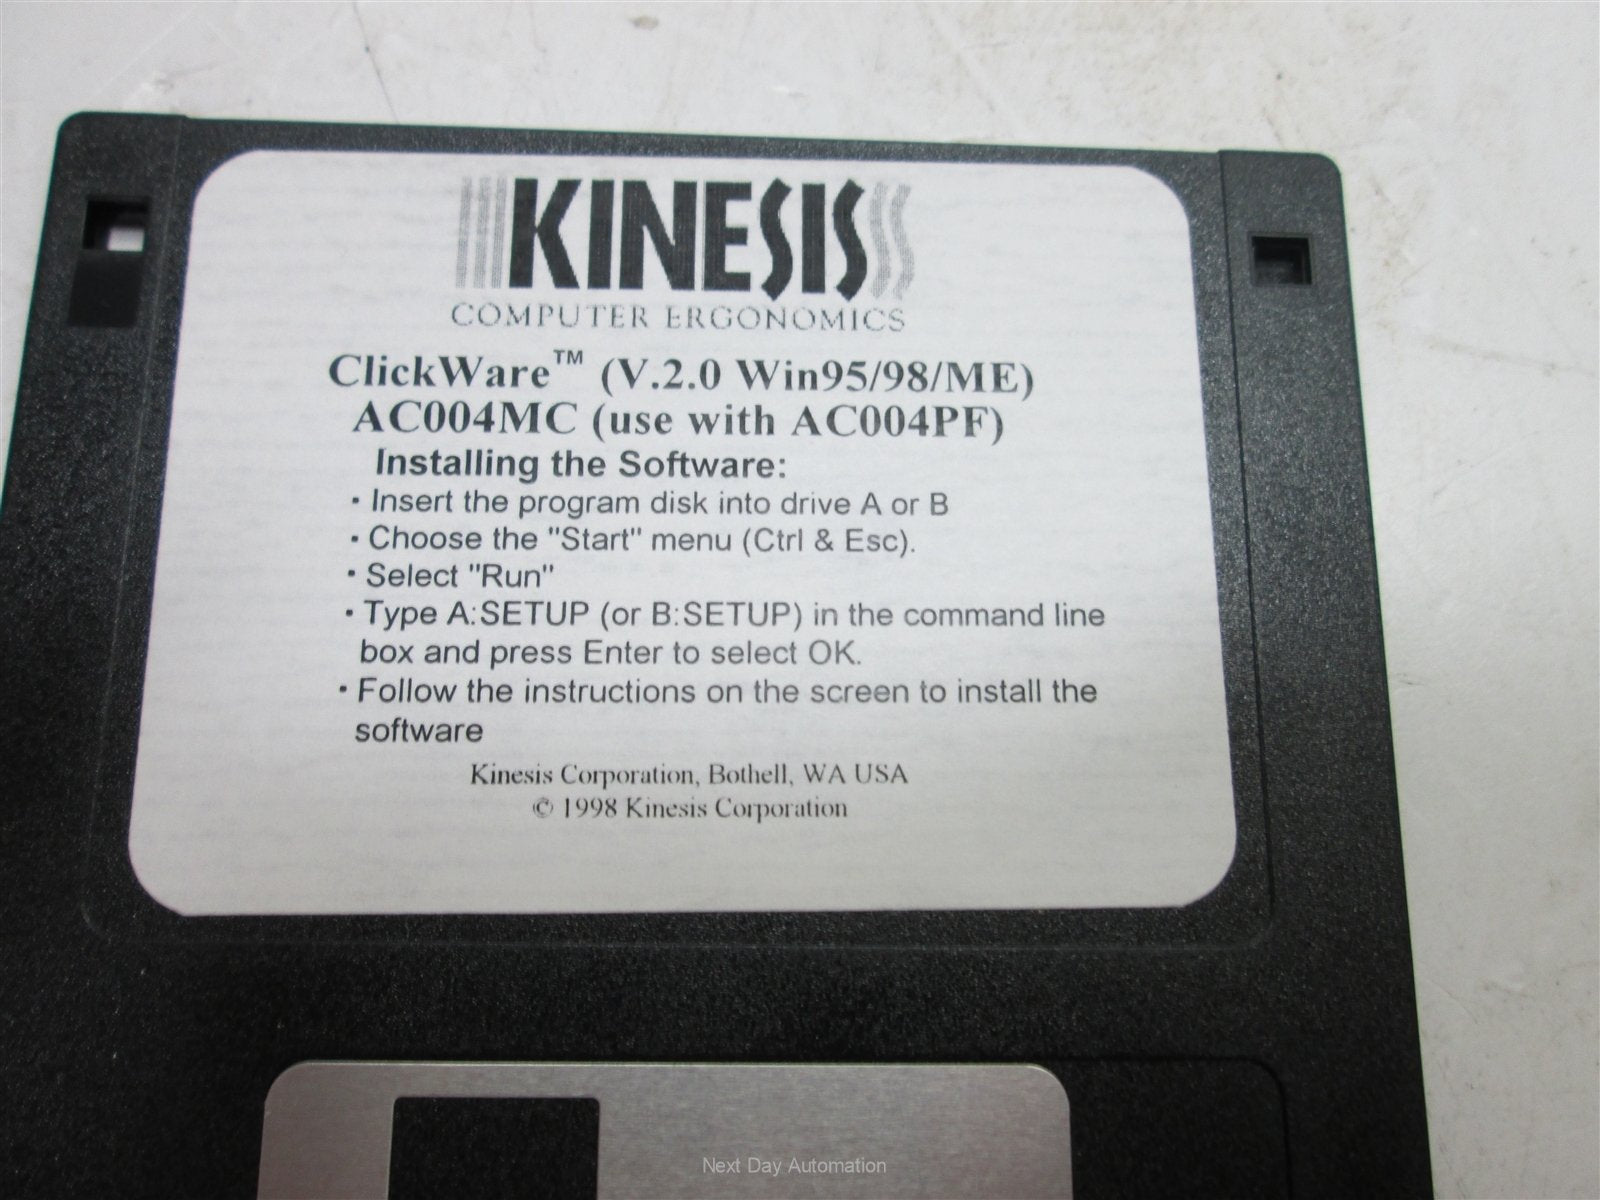 KINESIS
COMPUTER ERGONOMICS
ClickWare™ (V.2.0 Win95/98/ME)
AC004MC (use with AC004PF)
Installing the Software:
· Insert the program disk into drive A or B
· Choose the "Start" menu (Ctrl & Esc).
· Select "Run"
· Type A:SETUP (or B:SETUP) in the command line
box and press Enter to select OK.
· Follow the instructions on the screen to install the
software
Kinesis Corporation, Bothell, WA USA
© 1998 Kinesis Corporation
Next Day Automation